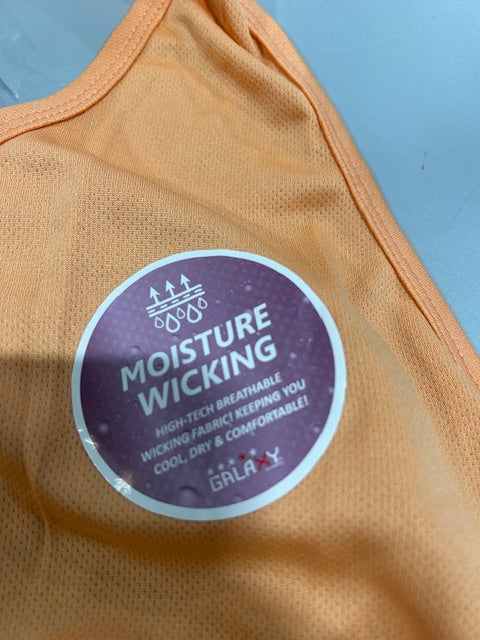 MOISTURE
WICKING
HIGH-TECH BREATHABLE
WICKING FABRIC! KEEPING YOU
COOL, DRY & COMFORTABLE!
GALAXY